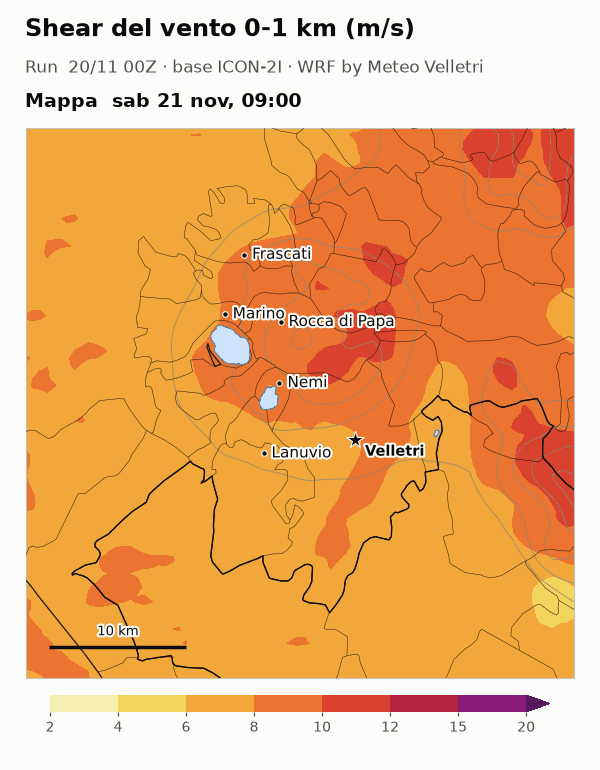 Shear del vento 0-1 km (m/s)
Run  20/11 00Z · base ICON-2I · WRF by Meteo Velletri
Mappa  sab 21 nov, 09:00
Frascati
Marino
Rocca di Papa
Nemi
Lanuvio
Velletri
10 km
2 4 6 8 10 12 15 20